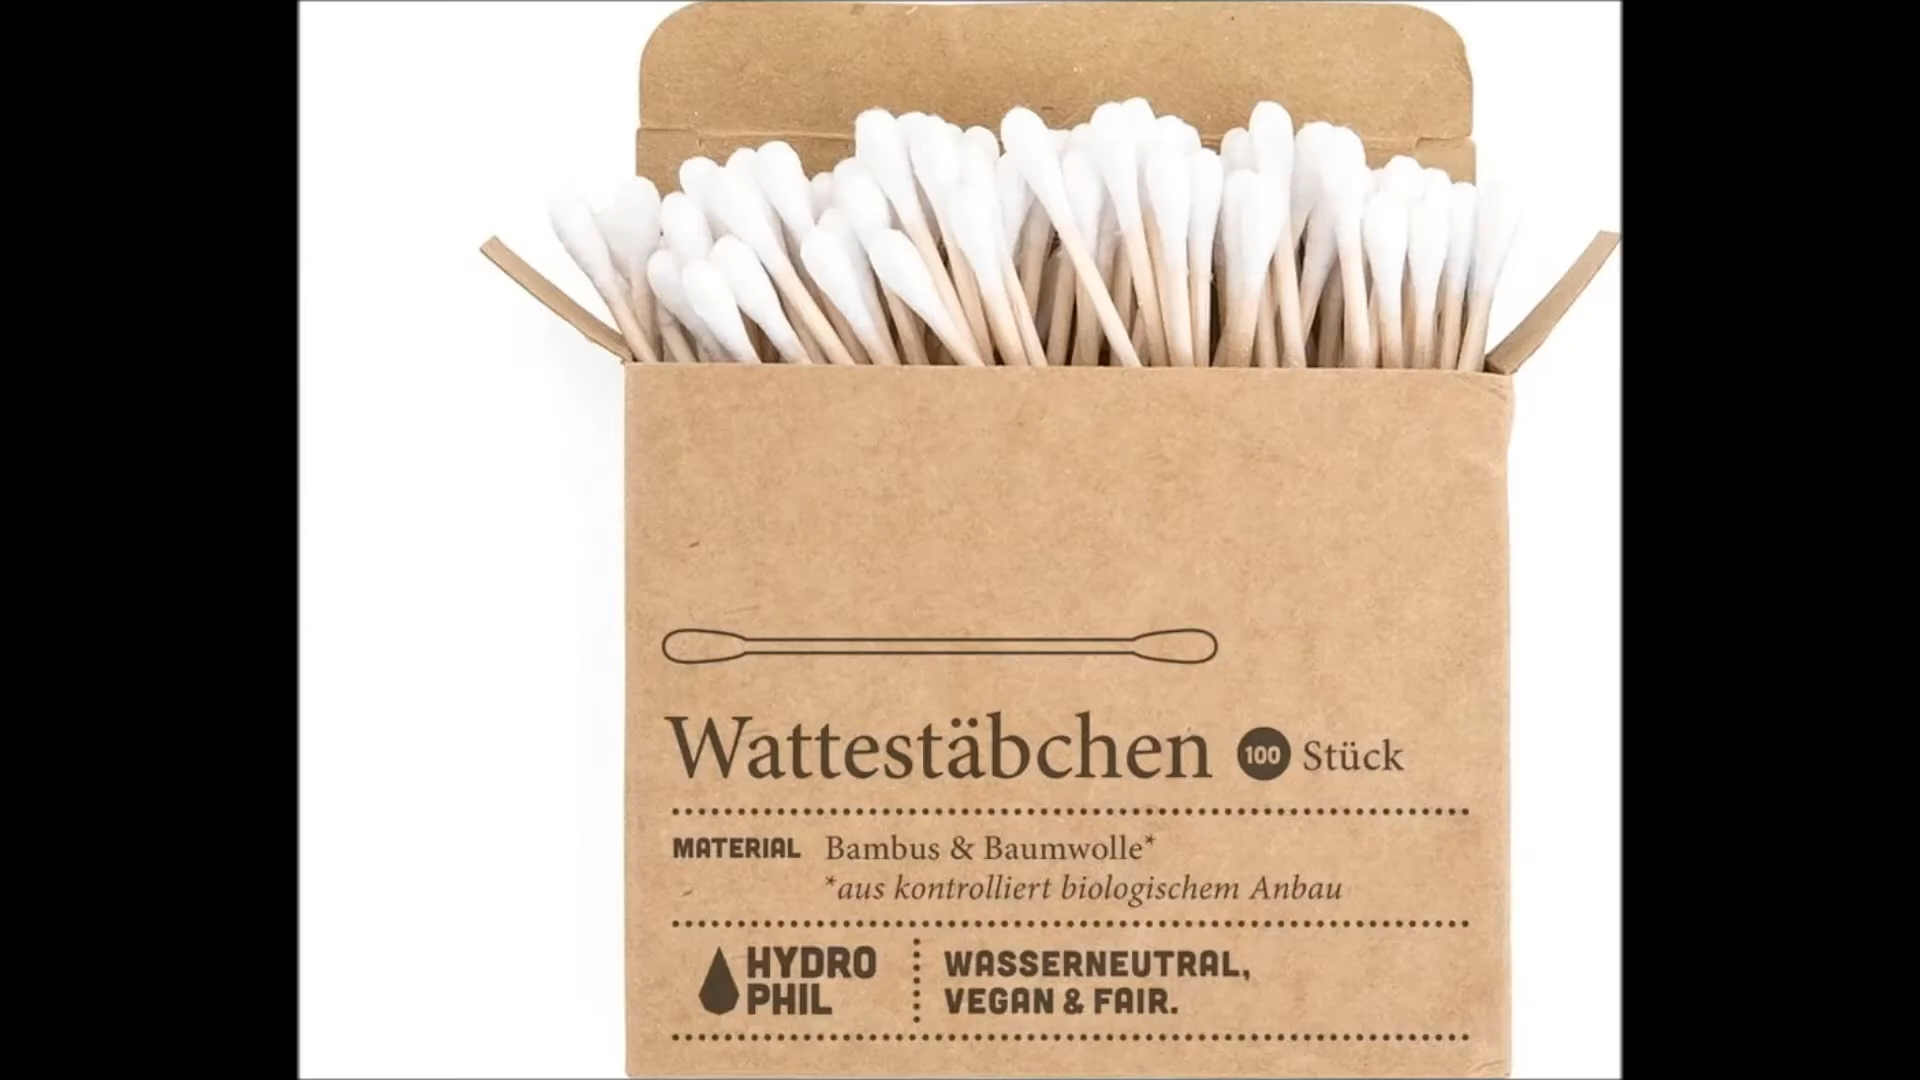 Wattestäbchen 100 Stück
MATERIAL Bambus & Baumwolle*
*aus kontrolliert biologischem Anbau
HYDRO
PHIL
WASSERNEUTRAL,
VEGAN & FAIR.